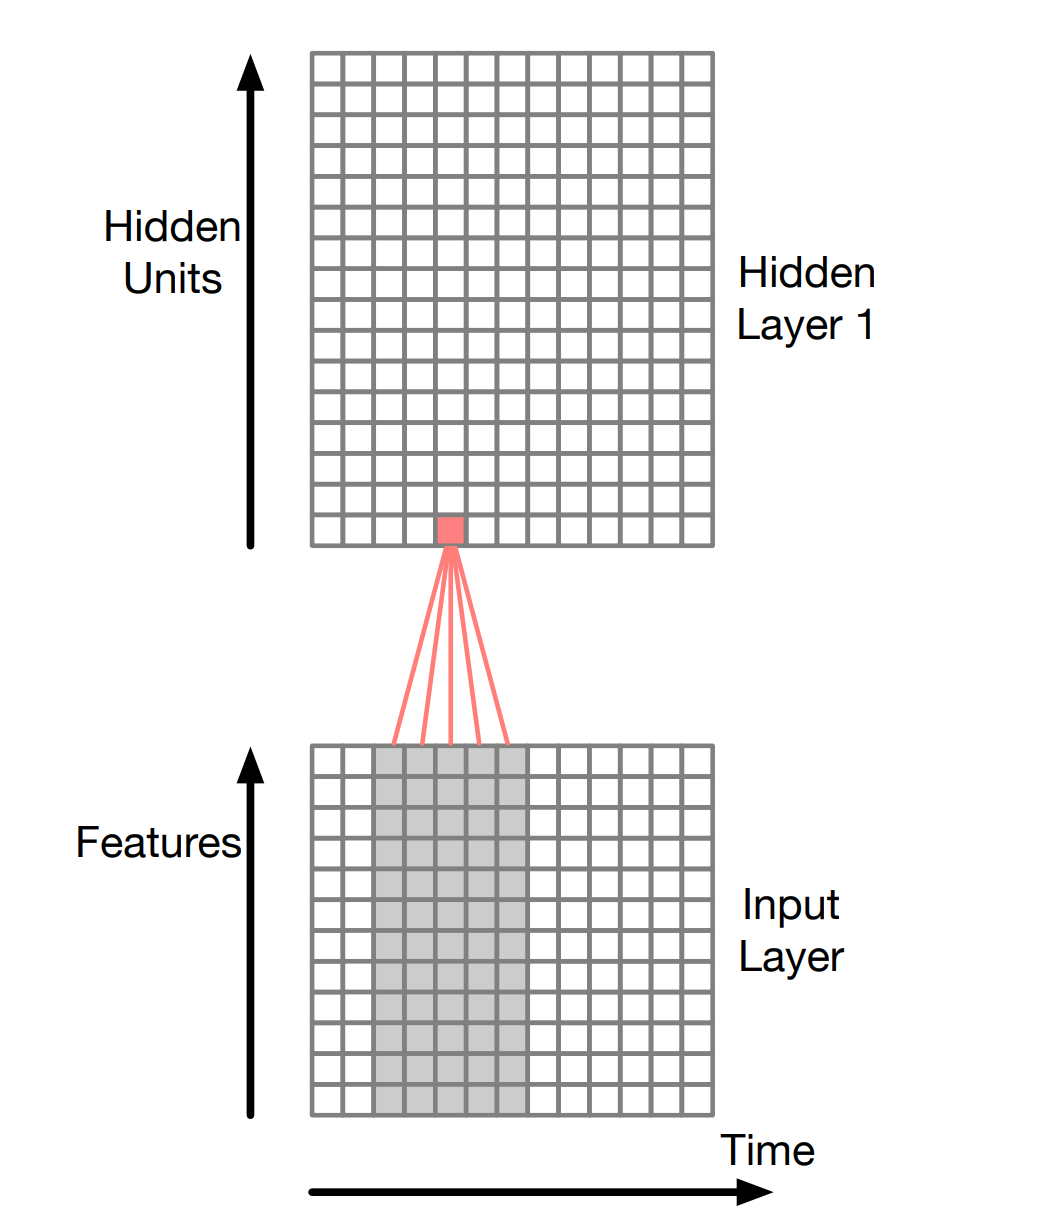 Hidden
Units
Hidden
Layer 1
Features
Input
Layer
Time